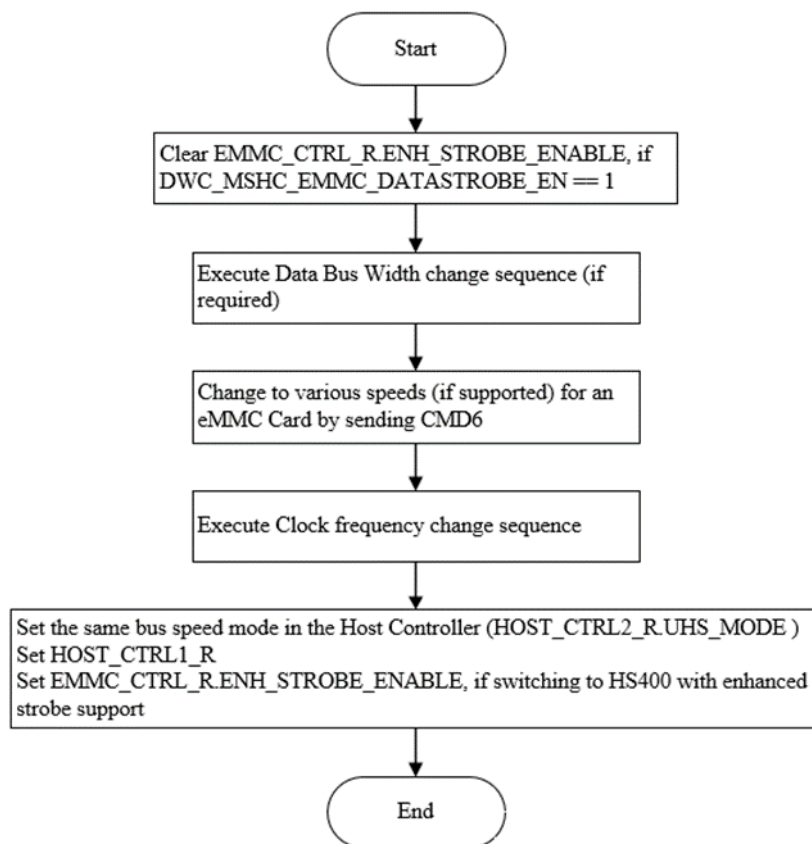 Start
Clear EMMC_CTRL_R.ENH_STROBE_ENABLE, if
DWC_MSHC_EMMC_DATASTROBE_EN == 1
Execute Data Bus Width change sequence (if
required)
Change to various speeds (if supported) for an
eMMC Card by sending CMD6
Execute Clock frequency change sequence
Set the same bus speed mode in the Host Controller (HOST_CTRL2_R.UHS_MODE )
Set HOST_CTRL1_R
Set EMMC_CTRL_R.ENH_STROBE_ENABLE, if switching to HS400 with enhanced
strobe support
End